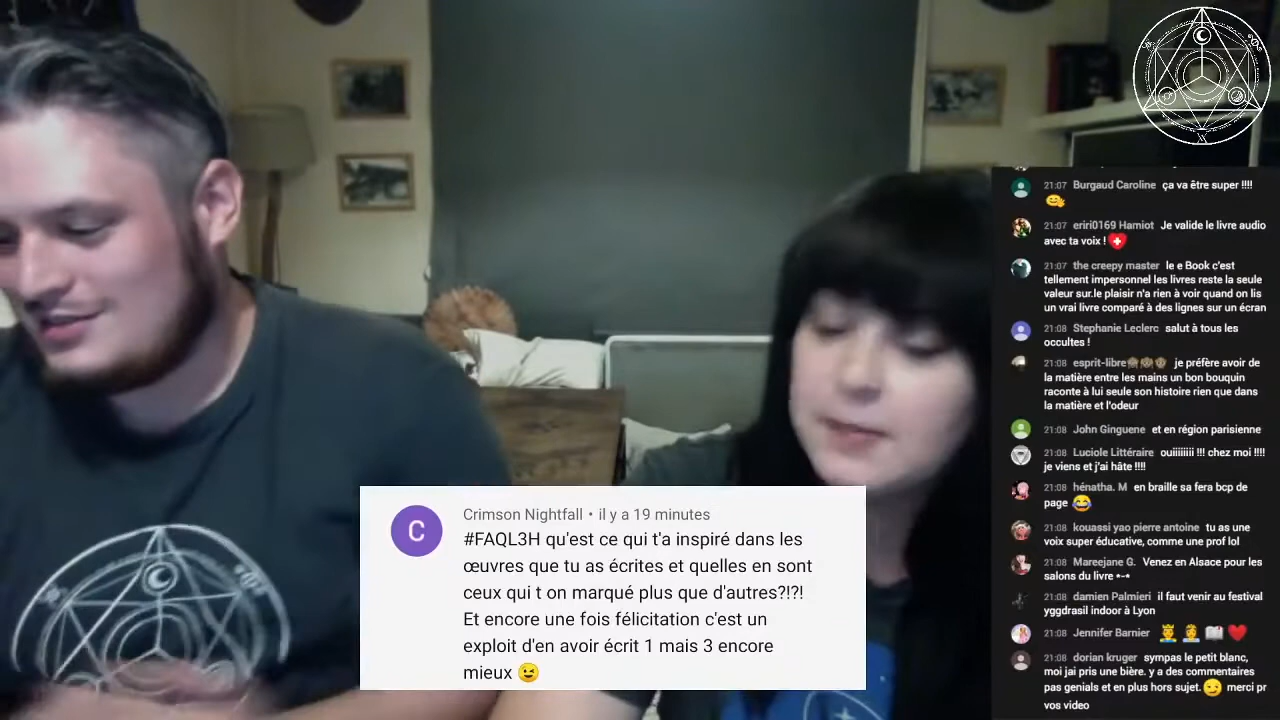 21:07 Burgaud Caroline ça va être super !!!!
21:07 eriri0169 Hamiot Je valide le livre audio
avec ta voix !
21:07 the creepy master le e Book c'est
tellement impersonnel les livres reste la seule
valeur sur.le plaisir n'a rien à voir quand on lis
un vrai livre comparé à des lignes sur un écran
21:08 Stephanie Leclerc salut à tous les
occultes !
21:08 esprit-libre🙈🙉🙊 je préfère avoir de
la matière entre les mains un bon bouquin
raconte à lui seule son histoire rien que dans
la matière et l'odeur
21:08 John Ginguene et en région parisienne
21:08 Luciole Littéraire ouiiiiiiii !!! chez moi !!!!
je viens et j'ai hâte !!!!
21:08 hénatha. M en braille sa fera bcp de
page 😂
21:08 kouassi yao pierre antoine tu as une
voix super éducative, comme une prof lol
21:08 Mareejane G. Venez en Alsace pour les
salons du livre •-•
21:08 damien Palmieri il faut venir au festival
yggdrasil indoor à Lyon
21:08 Jennifer Barnier 🤴 👸 📖 ❤️
21:08 dorian kruger sympas le petit blanc,
moi jai pris une bière. y a des commentaires
pas genials et en plus hors sujet. 😏 merci pr
vos video
C
Crimson Nightfall • il y a 19 minutes
#FAQL3H qu'est ce qui t'a inspiré dans les
œuvres que tu as écrites et quelles en sont
ceux qui t on marqué plus que d'autres?!?!
Et encore une fois félicitation c'est un
exploit d'en avoir écrit 1 mais 3 encore
mieux 😉